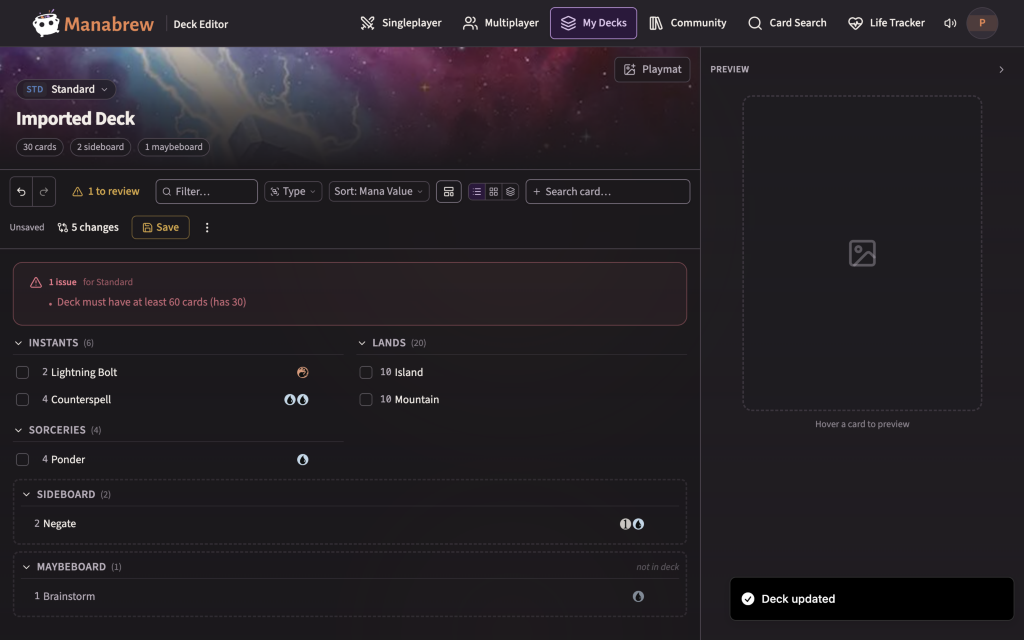 Manabrew
Deck Editor
Singleplayer
Multiplayer
My Decks
Community
Card Search
Life Tracker
P
Playmat
STD Standard
Imported Deck
30 cards
2 sideboard
1 maybeboard
1 to review
Filter...
Type
Sort: Mana Value
+ Search card...
Unsaved
5 changes
Save
1 issue for Standard
• Deck must have at least 60 cards (has 30)
INSTANTS (6)
2 Lightning Bolt
4 Counterspell
SORCERIES (4)
4 Ponder
LANDS (20)
10 Island
10 Mountain
SIDEBOARD (2)
2 Negate
1
MAYBEBOARD (1)
not in deck
1 Brainstorm
PREVIEW
Hover a card to preview
Deck updated